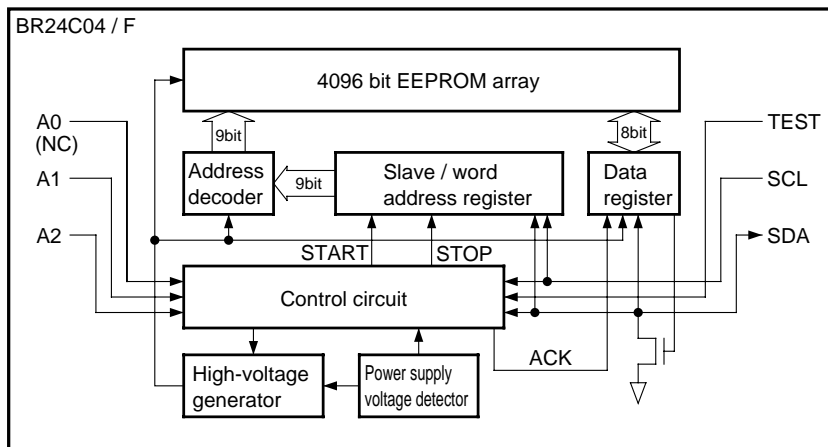 BR24C04 / F
4096 bit EEPROM array
A0
(NC)
A1
A2
9bit
8bit
TEST
SCL
SDA
Address
decoder
9bit
Slave / word
address register
Data
register
START
STOP
Control circuit
ACK
High-voltage
generator
Power supply
voltage detector